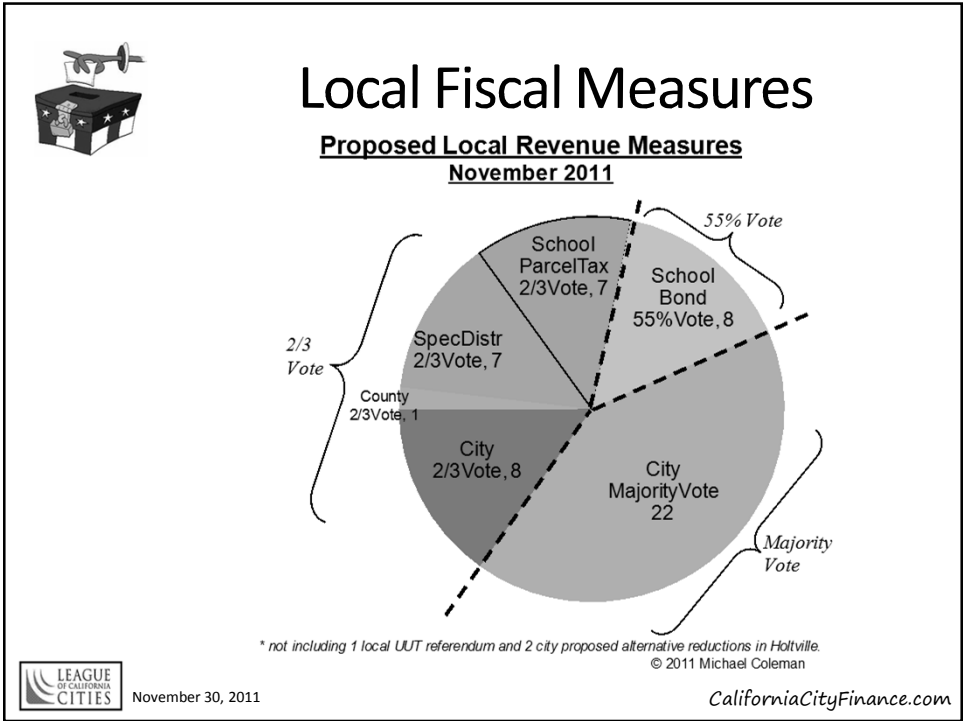 Local Fiscal Measures
Proposed Local Revenue Measures
November 2011
55% Vote
School
ParcelTax
2/3Vote, 7
School
Bond
55%Vote, 8
2/3
Vote
SpecDistr
2/3Vote, 7
County
2/3Vote, 1
City
2/3Vote, 8
City
MajorityVote
22
Majority
Vote
* not including 1 local UUT referendum and 2 city proposed alternative reductions in Holtville.
© 2011 Michael Coleman
LEAGUE
OF CALIFORNIA
CITIES
November 30, 2011
CaliforniaCityFinance.com